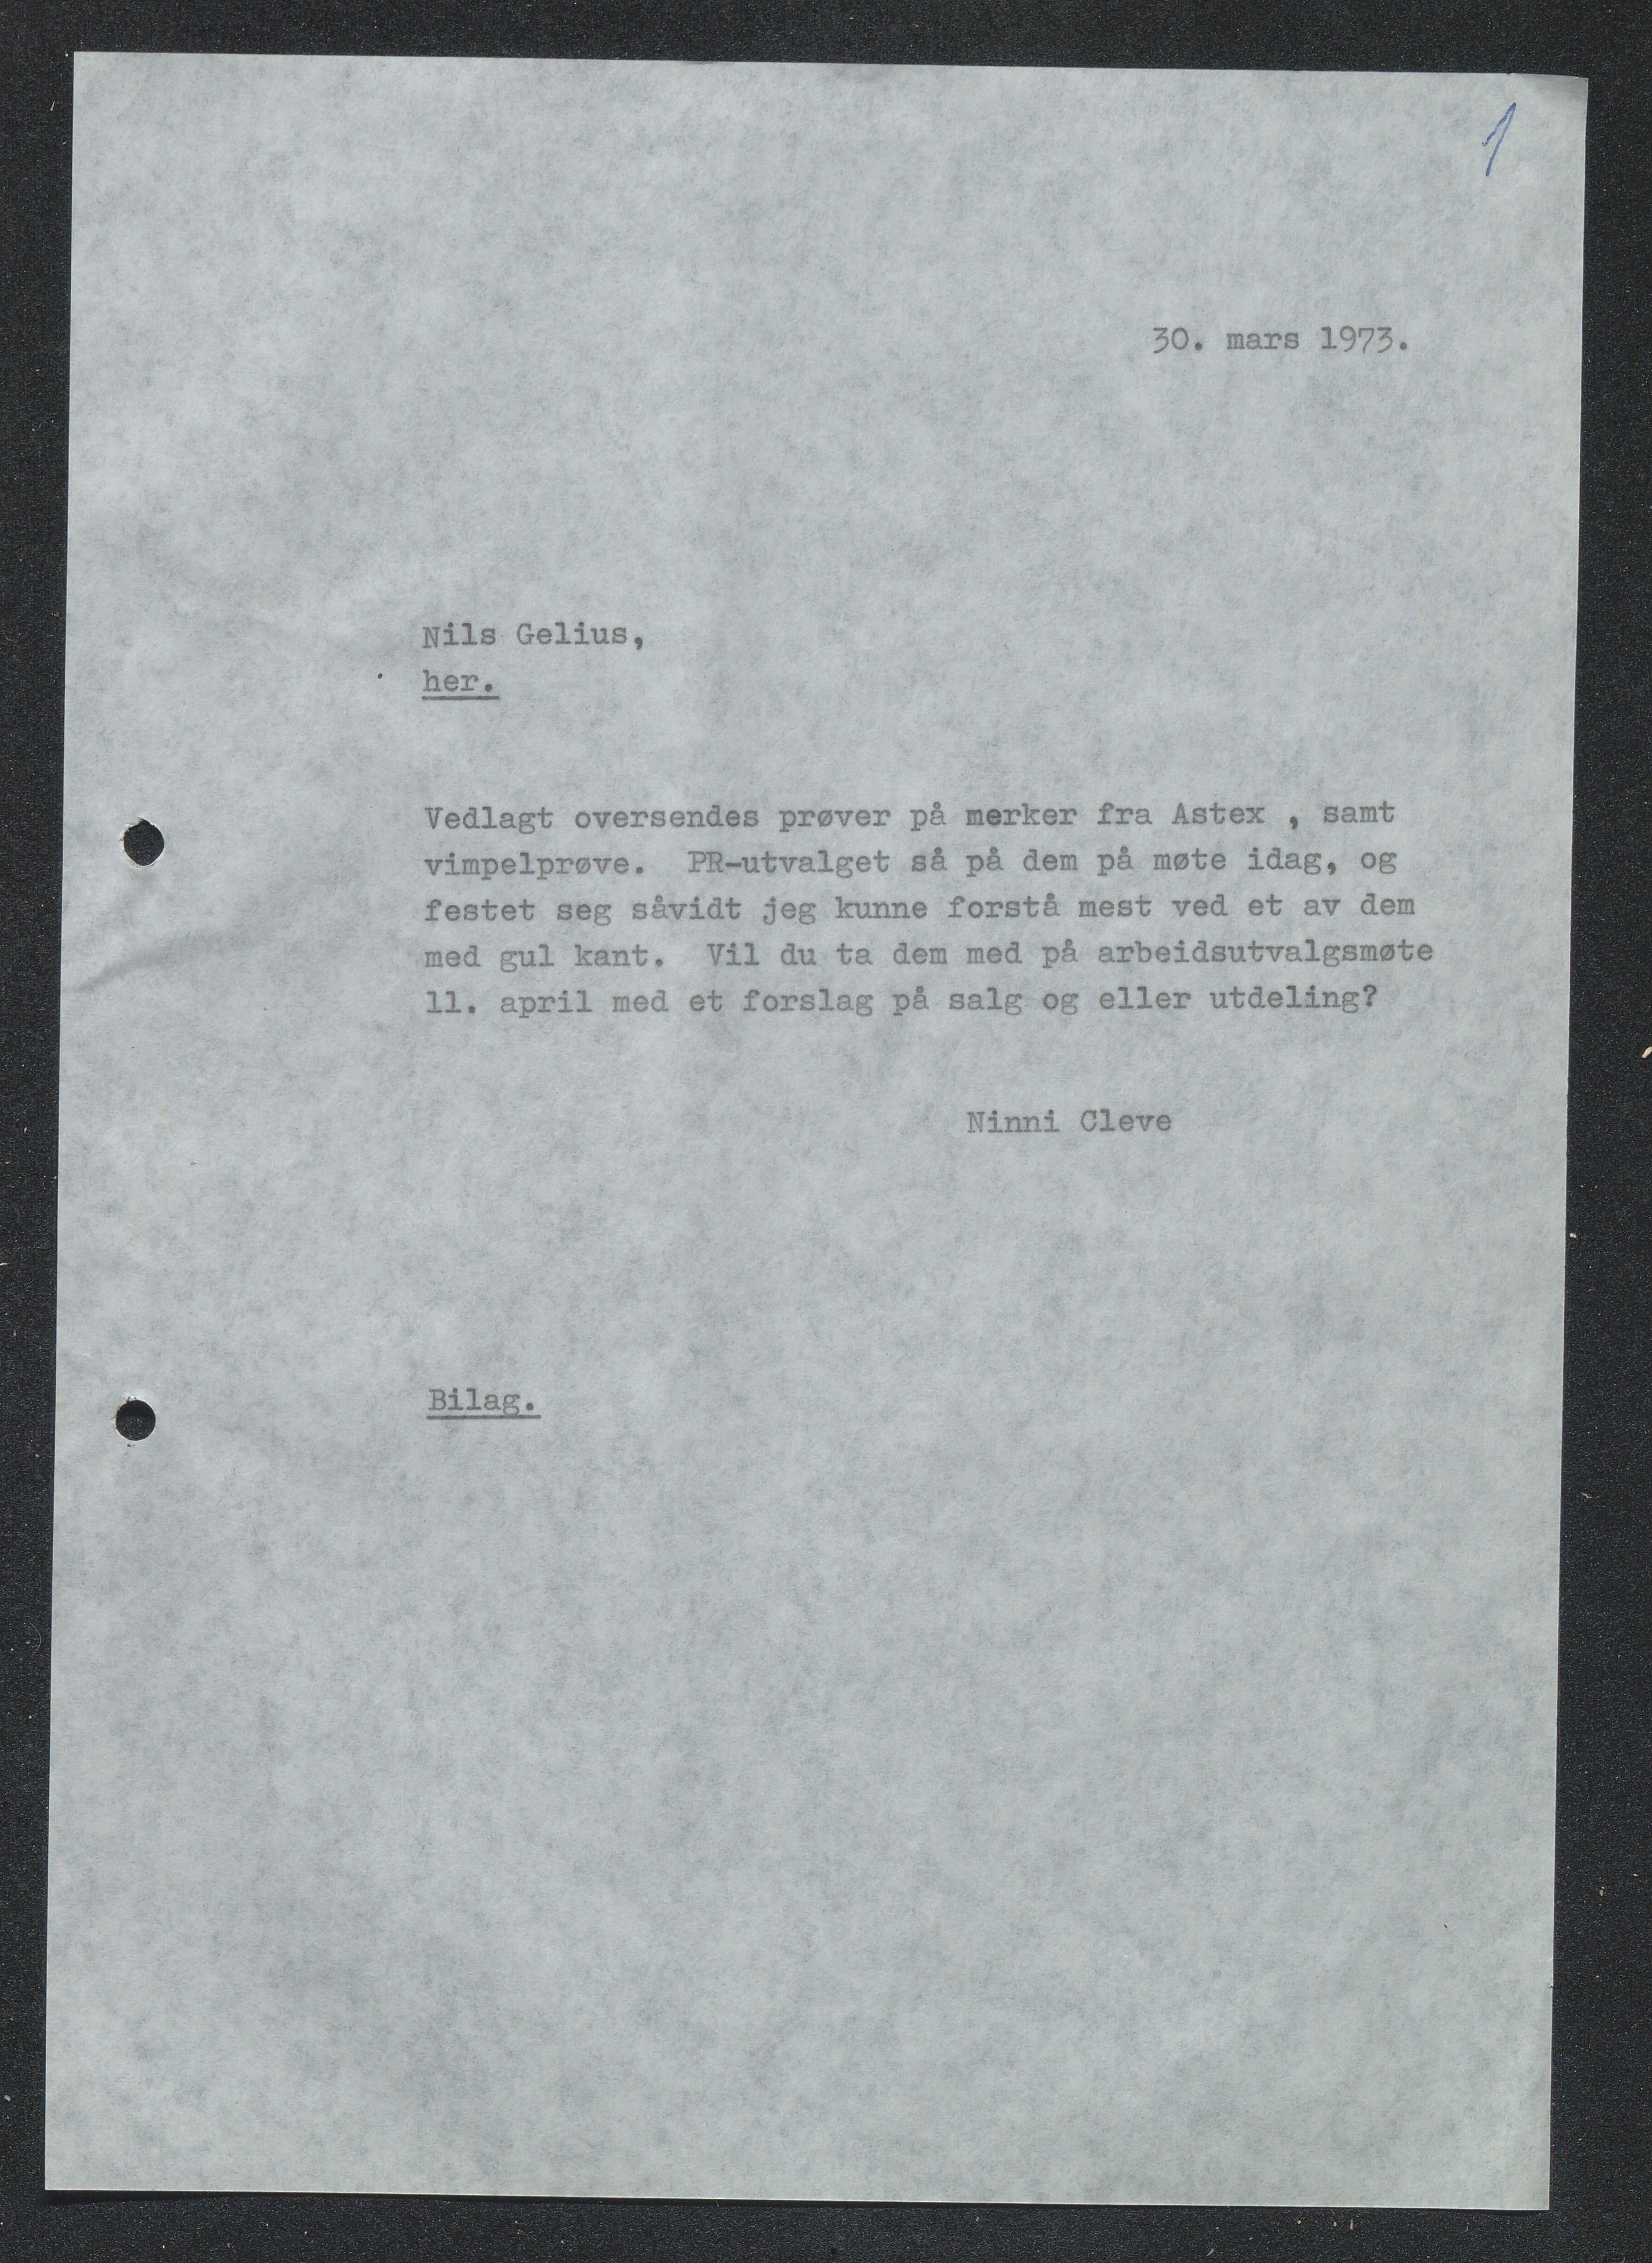 1
30. mars 1973.
Nils Gelius,
her.
Vedlagt oversendes prøver på merker fra Astex , samt
vimpelprøve. PR-utvalget så på dem på møte idag, og
festet seg såvidt jeg kunne forstå mest ved et av dem
med gul kant. Vil du ta dem med på arbeidsutvalgsmøte
11. april med et forslag på salg og eller utdeling?
Ninni Cleve
Bilag.